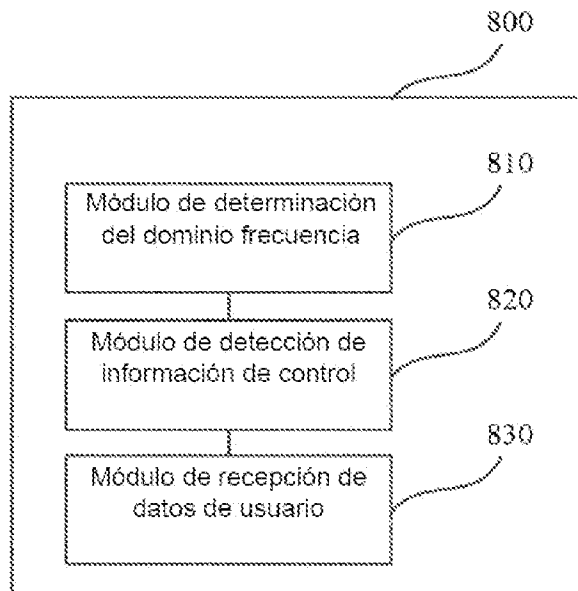 800
810
Módulo de determinación
del dominio frecuencia
820
Módulo de detección de
información de control
830
Módulo de recepción de
datos de usuario